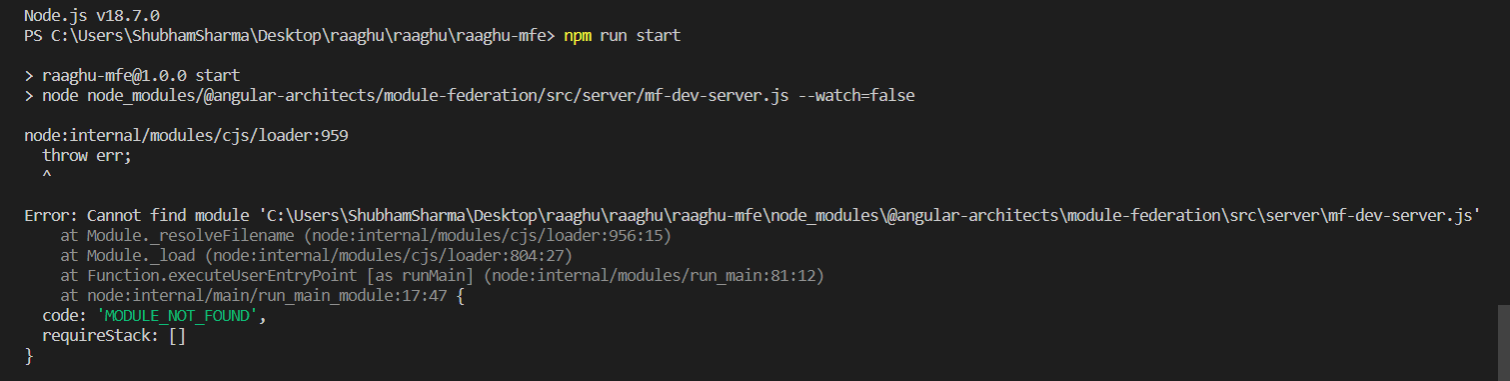 Node.js v18.7.0
PS C:\Users\ShubhamSharma\Desktop\raaghu\raaghu\raaghu-mfe> npm run start
> raaghu-mfe@1.0.0 start
> node node_modules/@angular-architects/module-federation/src/server/mf-dev-server.js --watch=false
node:internal/modules/cjs/loader:959
  throw err;
  ^
Error: Cannot find module 'C:\Users\ShubhamSharma\Desktop\raaghu\raaghu\raaghu-mfe\node_modules\@angular-architects\module-federation\src\server\mf-dev-server.js'
    at Module._resolveFilename (node:internal/modules/cjs/loader:956:15)
    at Module._load (node:internal/modules/cjs/loader:804:27)
    at Function.executeUserEntryPoint [as runMain] (node:internal/modules/run_main:81:12)
    at node:internal/main/run_main_module:17:47 {
  code: 'MODULE_NOT_FOUND',
  requireStack: []
}